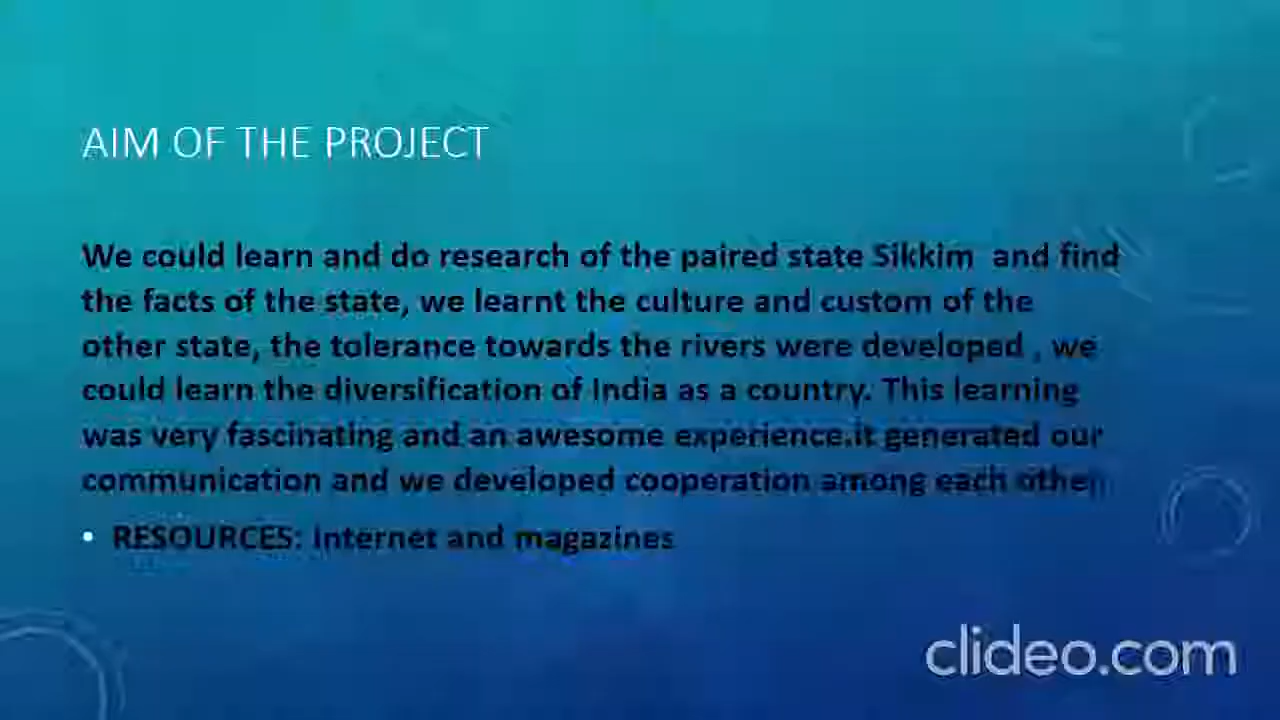 AIM OF THE PROJECT
We could learn and do research of the paired state Sikkim and find
the facts of the state, we learnt the culture and custom of the
other state, the tolerance towards the rivers were developed , we
could learn the diversification of India as a country. This learning
was very fascinating and an awesome experience.it generated our
communication and we developed cooperation among each other
• RESOURCES: Internet and magazines
clideo.com